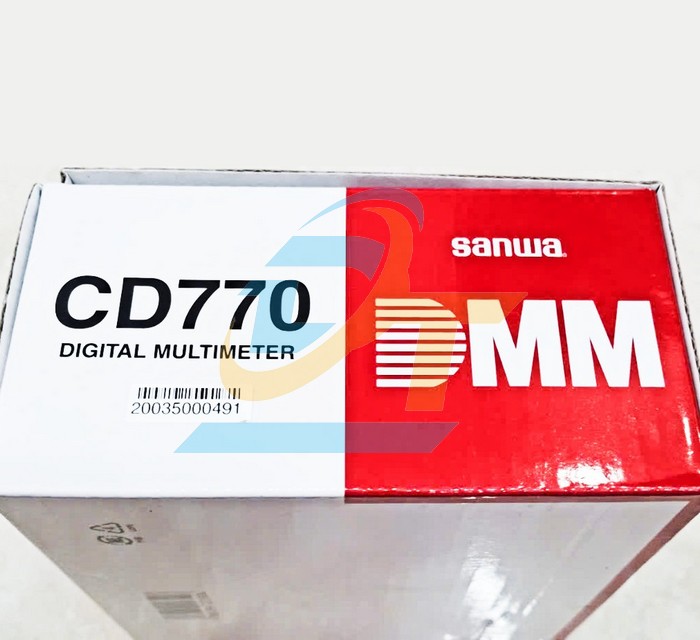 CD770
DIGITAL MULTIMETER
20035000491
sanwa®
DMM